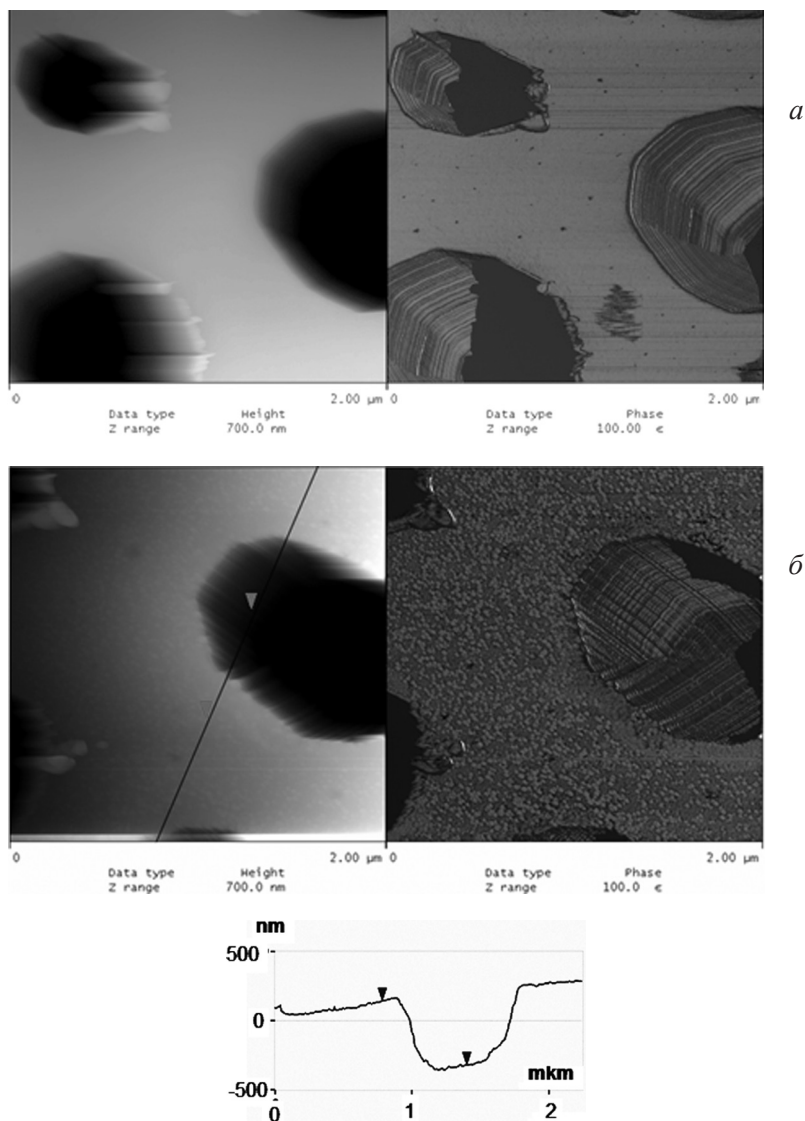 а
0 2.00 µm 0 2.00 µm
Data type Height Data type Phase
Z range 700.0 nm Z range 100.00 є
б
0 2.00 µm 0 2.00 µm
Data type Height Data type Phase
Z range 700.0 nm Z range 100.0 є
nm
500
0
-500
mkm
0 1 2